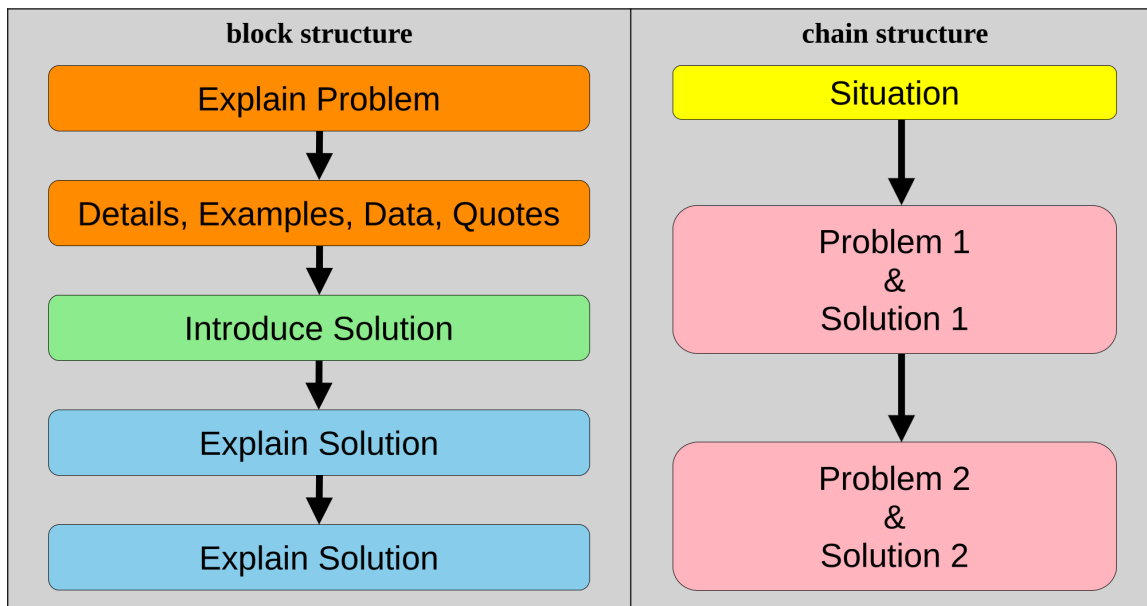 block structure
Explain Problem
Details, Examples, Data, Quotes
Introduce Solution
Explain Solution
Explain Solution
chain structure
Situation
Problem 1
&
Solution 1
Problem 2
&
Solution 2